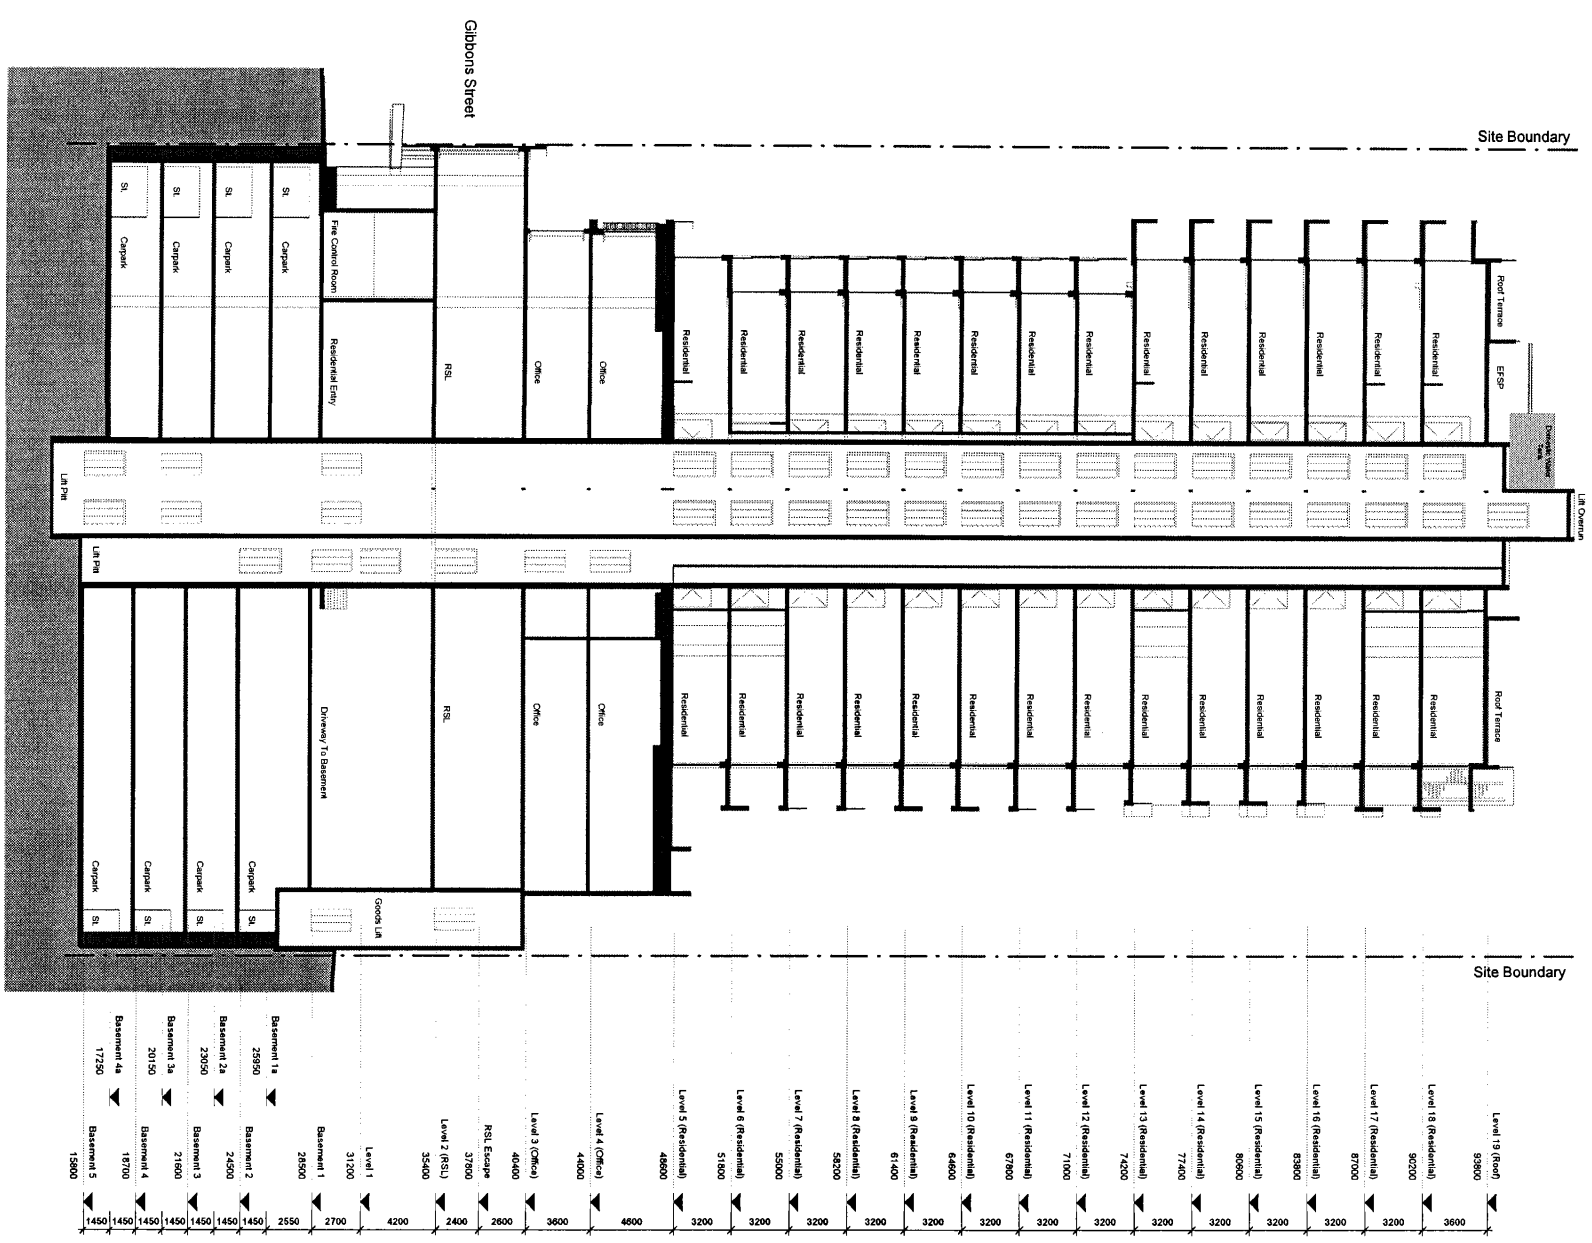 Gibbons Street
Site Boundary
St.
St.
St.
St.
Carpark
Carpark
Carpark
Carpark
Fire Control Room
Residential Entry
RSL
Office
Office
Residential
Residential
Residential
Residential
Residential
Residential
Residential
Residential
Residential
Residential
Residential
Residential
Residential
Residential
Roof Terrace
EFSP
Domestic Water
Tank
Lift Overrun
Lift Pitt
Lift Pitt
Driveway To Basement
RSL
Office
Office
Residential
Residential
Residential
Residential
Residential
Residential
Residential
Residential
Residential
Residential
Residential
Residential
Residential
Residential
Roof Terrace
Carpark
Carpark
Carpark
Carpark
St.
St.
St.
St.
Goods Lift
Site Boundary
Basement 4a
17250
Basement 3a
20150
Basement 2a
23050
Basement 1a
25950
Basement 5
15800
Basement 4
18700
Basement 3
21600
Basement 2
24500
Basement 1
28500
Level 1
31200
Level 2 (RSL)
35400
RSL Escape
37800
Level 3 (Office)
40400
Level 4 (Office)
44000
Level 5 (Residential)
48600
Level 6 (Residential)
51800
Level 7 (Residential)
55000
Level 8 (Residential)
58200
Level 9 (Residential)
61400
Level 10 (Residential)
64600
Level 11 (Residential)
67800
Level 12 (Residential)
71000
Level 13 (Residential)
74200
Level 14 (Residential)
77400
Level 15 (Residential)
80600
Level 16 (Residential)
83800
Level 17 (Residential)
87000
Level 18 (Residential)
90200
Level 19 (Roof)
93800
1450
1450
1450
1450
1450
1450
1450
2550
2700
4200
2400
2600
3600
4600
3200
3200
3200
3200
3200
3200
3200
3200
3200
3200
3200
3200
3200
3600